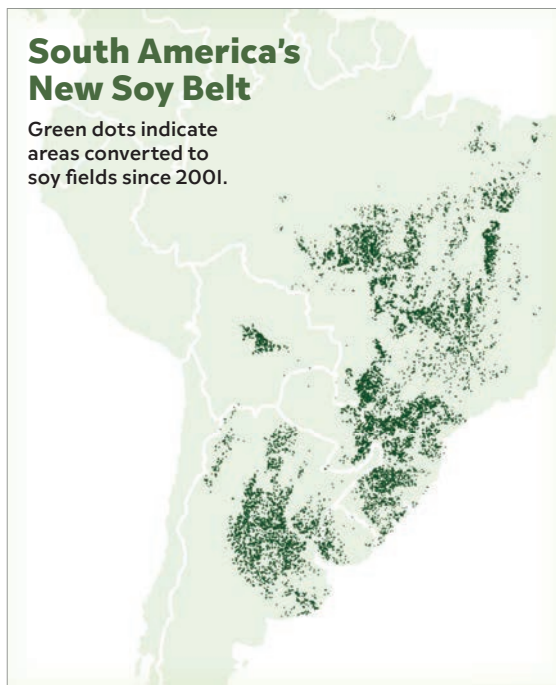 South America's
New Soy Belt
Green dots indicate
areas converted to
soy fields since 2001.